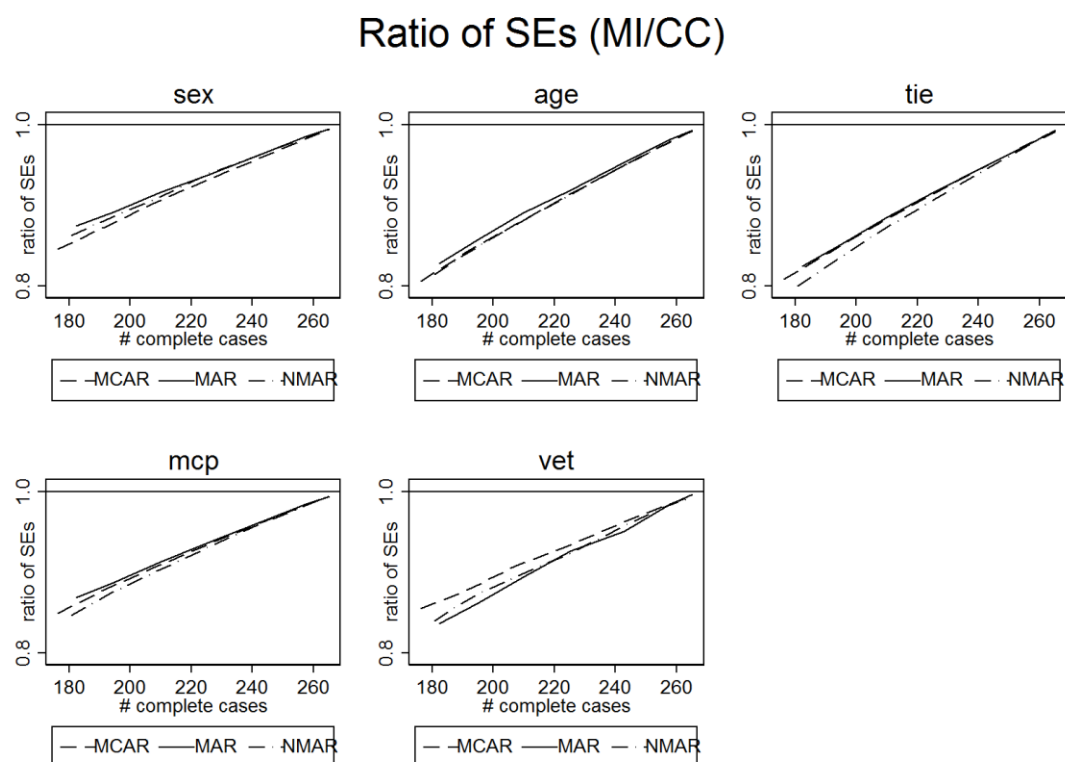 Ratio of SEs (MI/CC)
sex
ratio of SEs
1.0
0.8
180 200 220 240 260
# complete cases
MCAR MAR NMAR
age
ratio of SEs
1.0
0.8
180 200 220 240 260
# complete cases
MCAR MAR NMAR
tie
ratio of SEs
1.0
0.8
180 200 220 240 260
# complete cases
MCAR MAR NMAR
mcp
ratio of SEs
1.0
0.8
180 200 220 240 260
# complete cases
MCAR MAR NMAR
vet
ratio of SEs
1.0
0.8
180 200 220 240 260
# complete cases
MCAR MAR NMAR